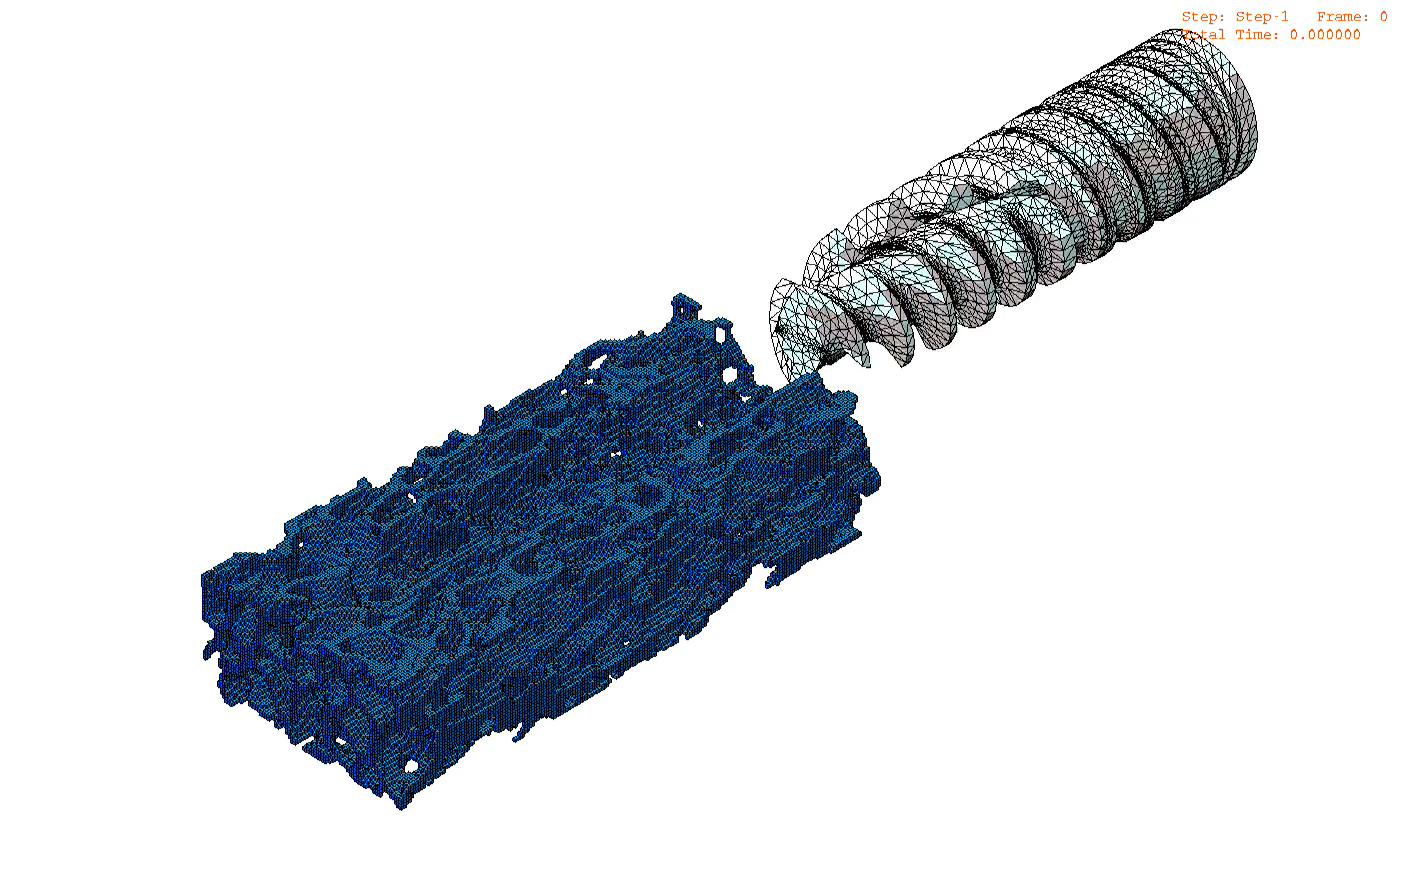 Step: Step-1   Frame: 0
Total Time: 0.000000